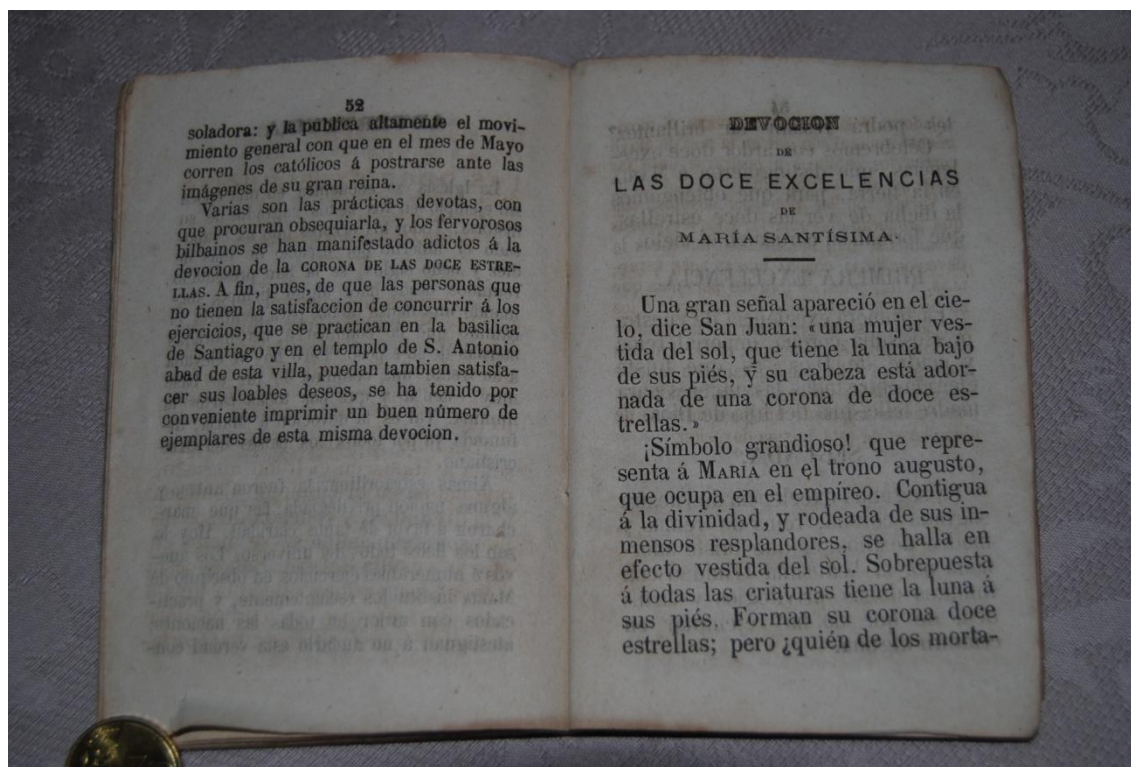 52
soladora: y la publica altamente el movi-
miento general con que en el mes de Mayo
corren los católicos á postrarse ante las
imágenes de su gran reina.
Varias son las prácticas devotas, con
que procuran obsequiarla, y los fervorosos
bilbainos se han manifestado adictos á la
devocion de la CORONA DE LAS DOCE ESTRE-
LLAS. A fin, pues, de que las personas que
no tienen la satisfaccion de concurrir á los
ejercicios, que se practican en la basílica
de Santiago y en el templo de S. Antonio
abad de esta villa, puedan tambien satisfa-
cer sus loables deseos, se ha tenido por
conveniente imprimir un buen número de
ejemplares de esta misma devocion.
DEVOCION
DE
LAS DOCE EXCELENCIAS
DE
MARÍA SANTÍSIMA.
Una gran señal apareció en el cie-
lo, dice San Juan: «una mujer ves-
tida del sol, que tiene la luna bajo
de sus piés, y su cabeza está ador-
nada de una corona de doce es-
trellas.»
¡Símbolo grandioso! que repre-
senta á MARÍA en el trono augusto,
que ocupa en el empíreo. Contigua
á la divinidad, y rodeada de sus in-
mensos resplandores, se halla en
efecto vestida del sol. Sobrepuesta
á todas las criaturas tiene la luna á
sus piés. Forman su corona doce
estrellas; pero ¿quién de los morta-